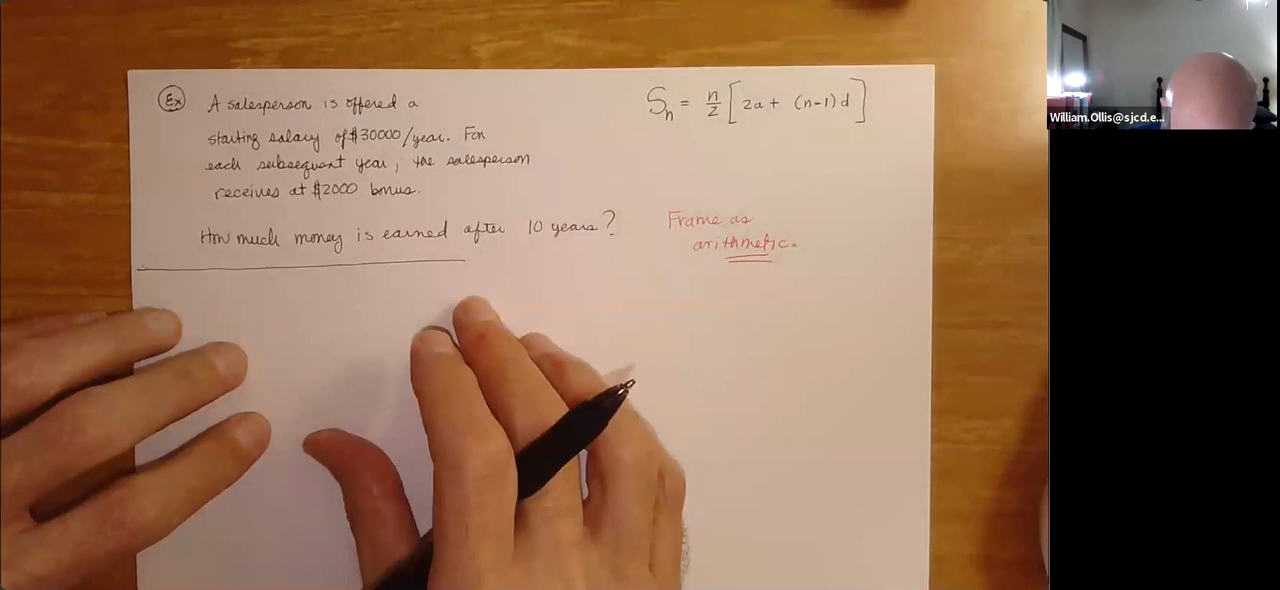 Ex
A salesperson is offered a
starting salary of $30000/year. For
each subsequent year, the salesperson
receives at $2000 bonus.
How much money is earned after 10 years?
Sₙ = n/2 [2a + (n-1)d]
Frame as
arithmetic.
William.Ollis@sjcd.e...